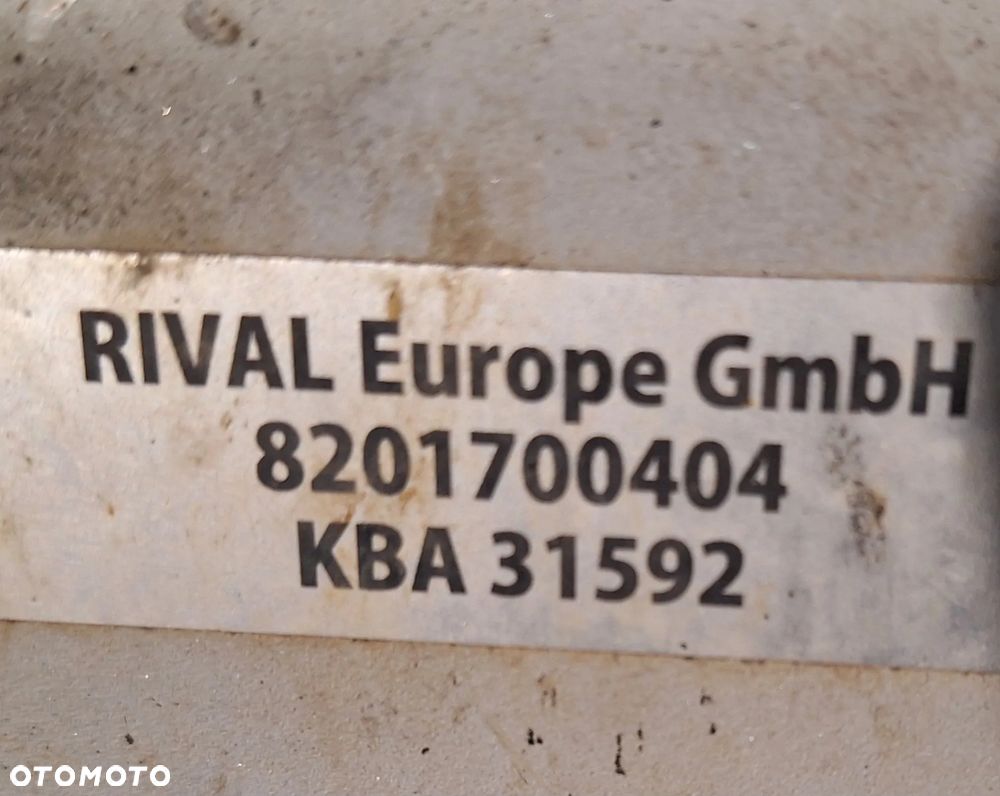 RIVAL Europe GmbH
8201700404
KBA 31592
OTOMOTO